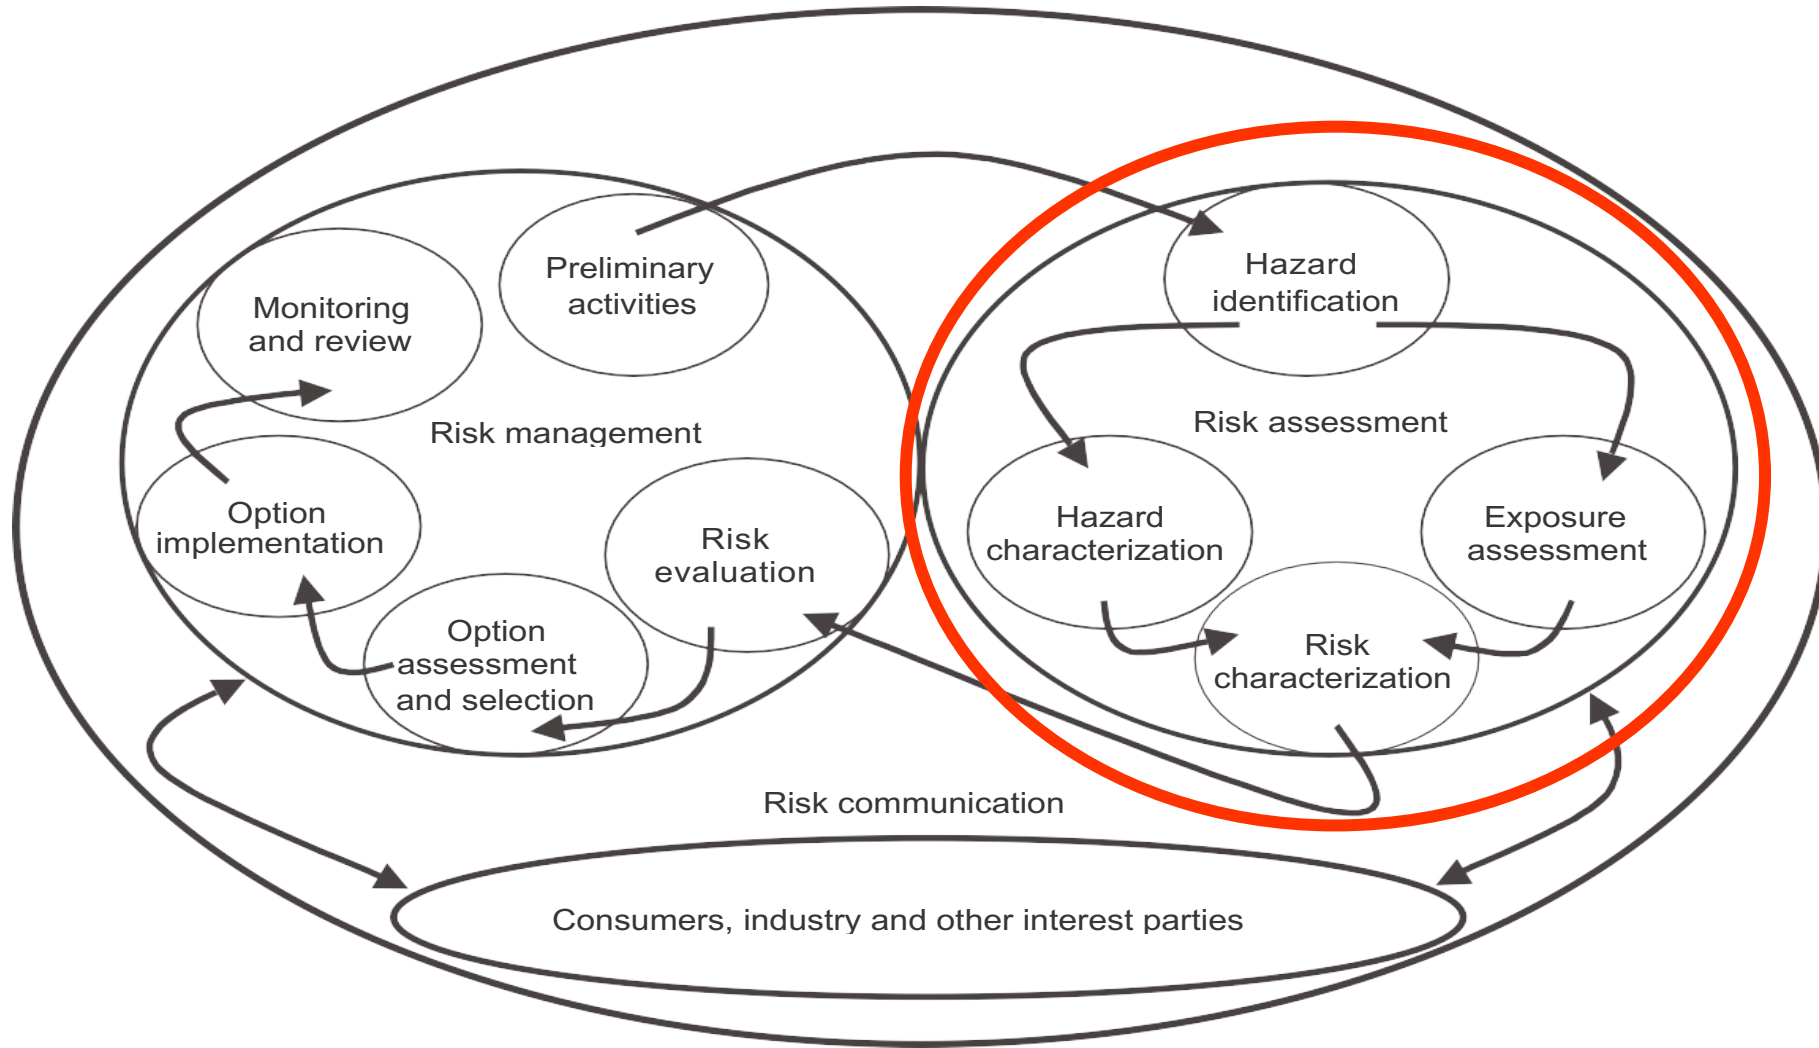 Preliminary
activities
Monitoring
and review
Risk management
Option
implementation
Risk
evaluation
Option
assessment
and selection
Hazard
identification
Risk assessment
Hazard
characterization
Exposure
assessment
Risk
characterization
Risk communication
Consumers, industry and other interest parties